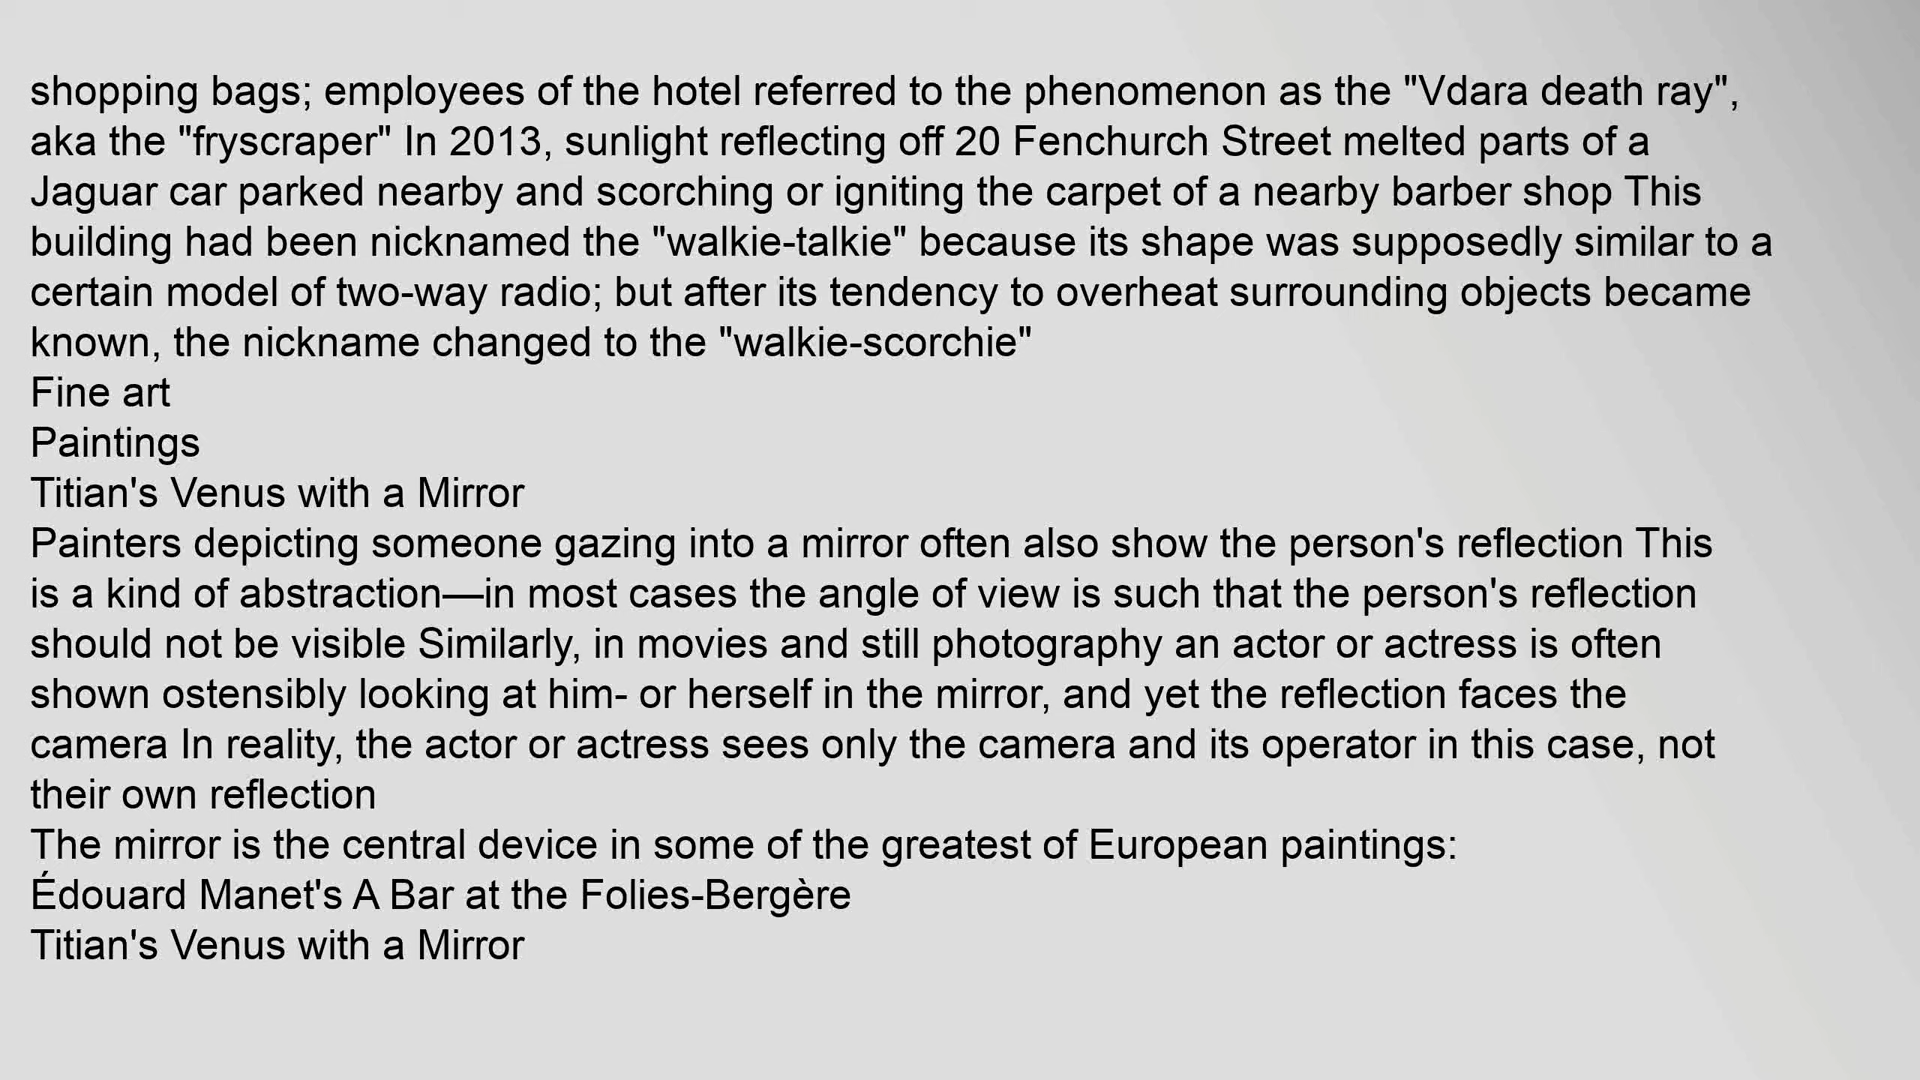 shopping bags; employees of the hotel referred to the phenomenon as the "Vdara death ray",
aka the "fryscraper" In 2013, sunlight reflecting off 20 Fenchurch Street melted parts of a
Jaguar car parked nearby and scorching or igniting the carpet of a nearby barber shop This
building had been nicknamed the "walkie-talkie" because its shape was supposedly similar to a
certain model of two-way radio; but after its tendency to overheat surrounding objects became
known, the nickname changed to the "walkie-scorchie"
Fine art
Paintings
Titian's Venus with a Mirror
Painters depicting someone gazing into a mirror often also show the person's reflection This
is a kind of abstraction—in most cases the angle of view is such that the person's reflection
should not be visible Similarly, in movies and still photography an actor or actress is often
shown ostensibly looking at him- or herself in the mirror, and yet the reflection faces the
camera In reality, the actor or actress sees only the camera and its operator in this case, not
their own reflection
The mirror is the central device in some of the greatest of European paintings:
Édouard Manet's A Bar at the Folies-Bergère
Titian's Venus with a Mirror